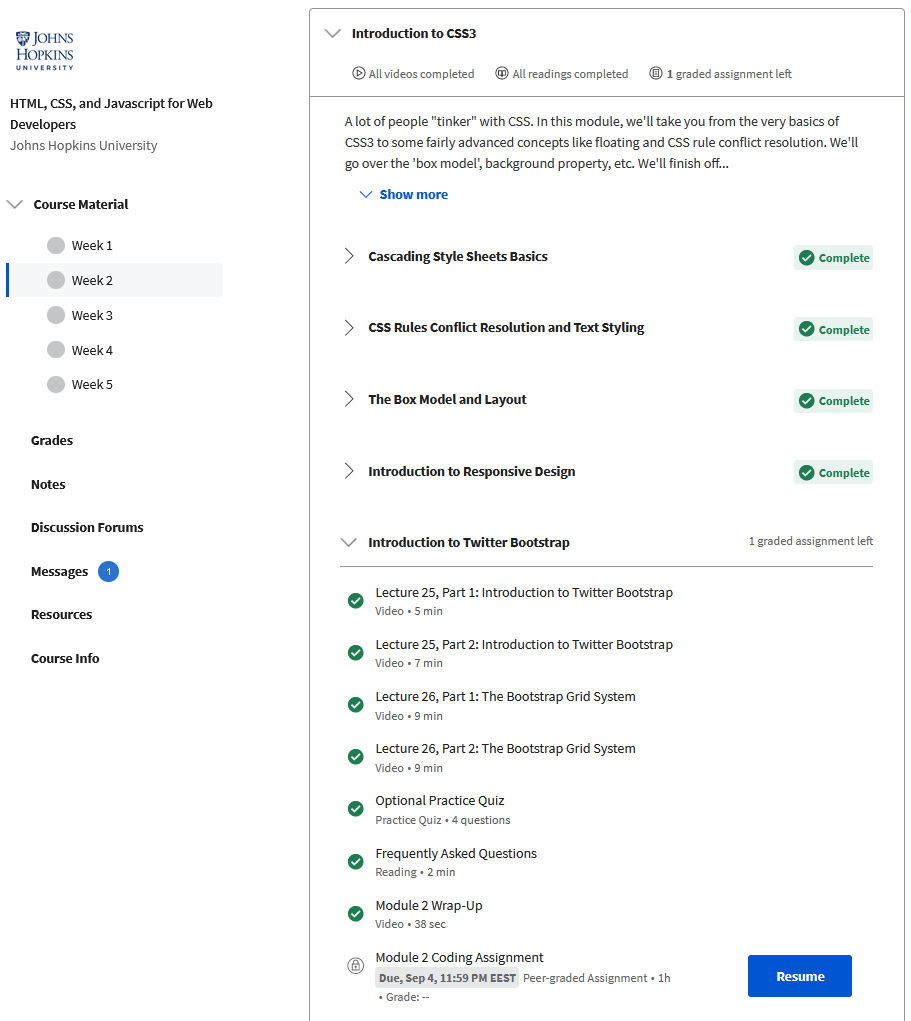 JOHNS
HOPKINS
UNIVERSITY
HTML, CSS, and Javascript for Web
Developers
Johns Hopkins University
Course Material
Week 1
Week 2
Week 3
Week 4
Week 5
Grades
Notes
Discussion Forums
Messages 1
Resources
Course Info
Introduction to CSS3
All videos completed All readings completed 1 graded assignment left
A lot of people "tinker" with CSS. In this module, we'll take you from the very basics of
CSS3 to some fairly advanced concepts like floating and CSS rule conflict resolution. We'll
go over the 'box model', background property, etc. We'll finish off...
Show more
Cascading Style Sheets Basics Complete
CSS Rules Conflict Resolution and Text Styling Complete
The Box Model and Layout Complete
Introduction to Responsive Design Complete
Introduction to Twitter Bootstrap 1 graded assignment left
Lecture 25, Part 1: Introduction to Twitter Bootstrap
Video • 5 min
Lecture 25, Part 2: Introduction to Twitter Bootstrap
Video • 7 min
Lecture 26, Part 1: The Bootstrap Grid System
Video • 9 min
Lecture 26, Part 2: The Bootstrap Grid System
Video • 9 min
Optional Practice Quiz
Practice Quiz • 4 questions
Frequently Asked Questions
Reading • 2 min
Module 2 Wrap-Up
Video • 38 sec
Module 2 Coding Assignment
Due, Sep 4, 11:59 PM EEST Peer-graded Assignment • 1h
• Grade: --
Resume